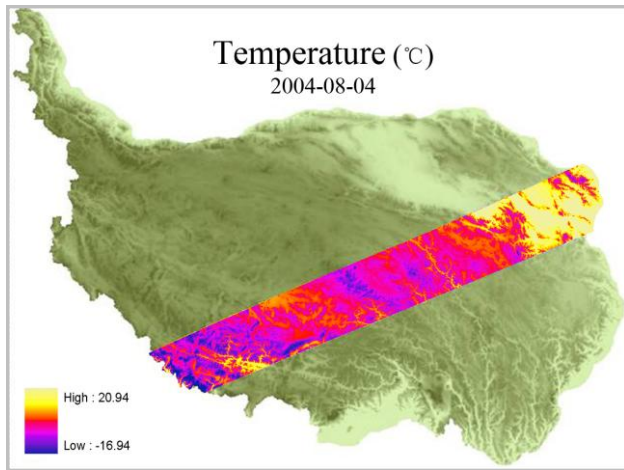 Temperature (℃)
2004-08-04
High : 20.94
Low : -16.94